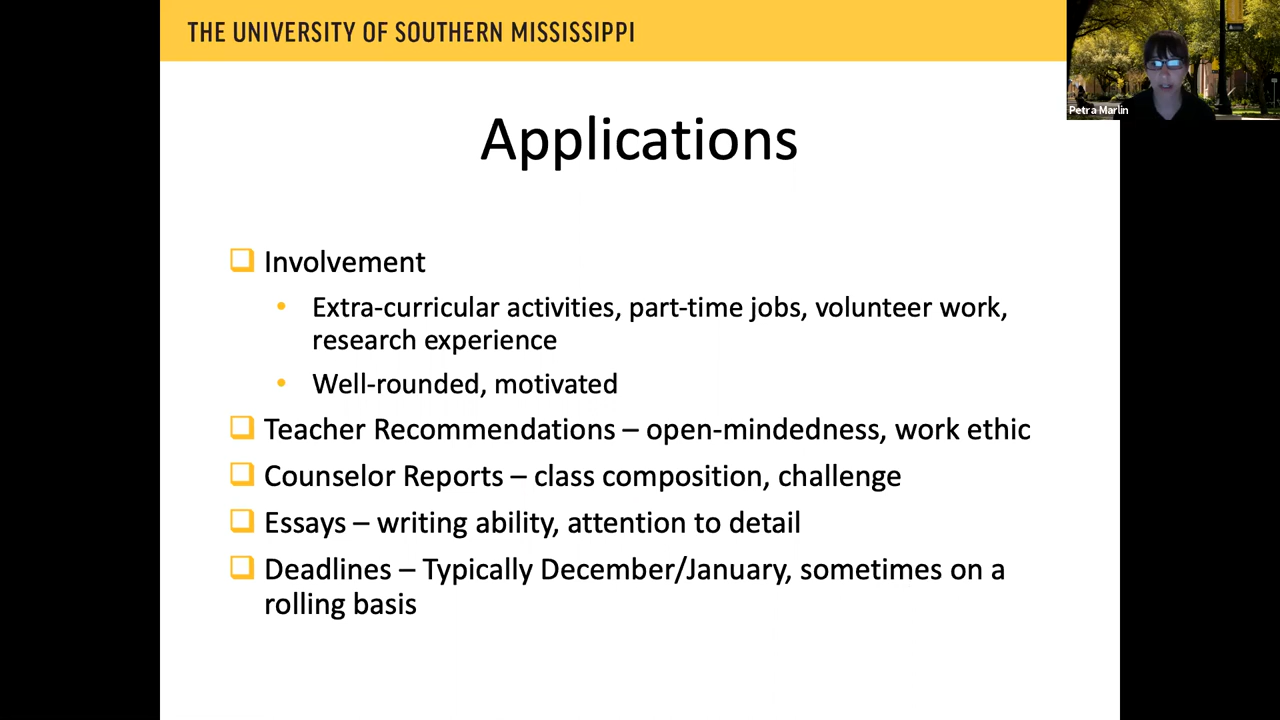 THE UNIVERSITY OF SOUTHERN MISSISSIPPI
Petra Marlin
Applications
❑ Involvement
• Extra-curricular activities, part-time jobs, volunteer work,
research experience
• Well-rounded, motivated
❑ Teacher Recommendations – open-mindedness, work ethic
❑ Counselor Reports – class composition, challenge
❑ Essays – writing ability, attention to detail
❑ Deadlines – Typically December/January, sometimes on a
rolling basis